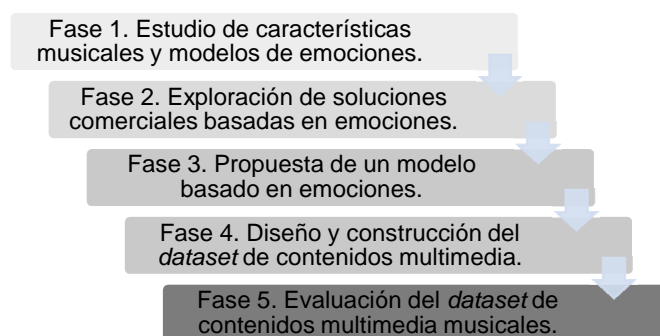 Fase 1. Estudio de características
musicales y modelos de emociones.
Fase 2. Exploración de soluciones
comerciales basadas en emociones.
Fase 3. Propuesta de un modelo
basado en emociones.
Fase 4. Diseño y construcción del
dataset de contenidos multimedia.
Fase 5. Evaluación del dataset de
contenidos multimedia musicales.